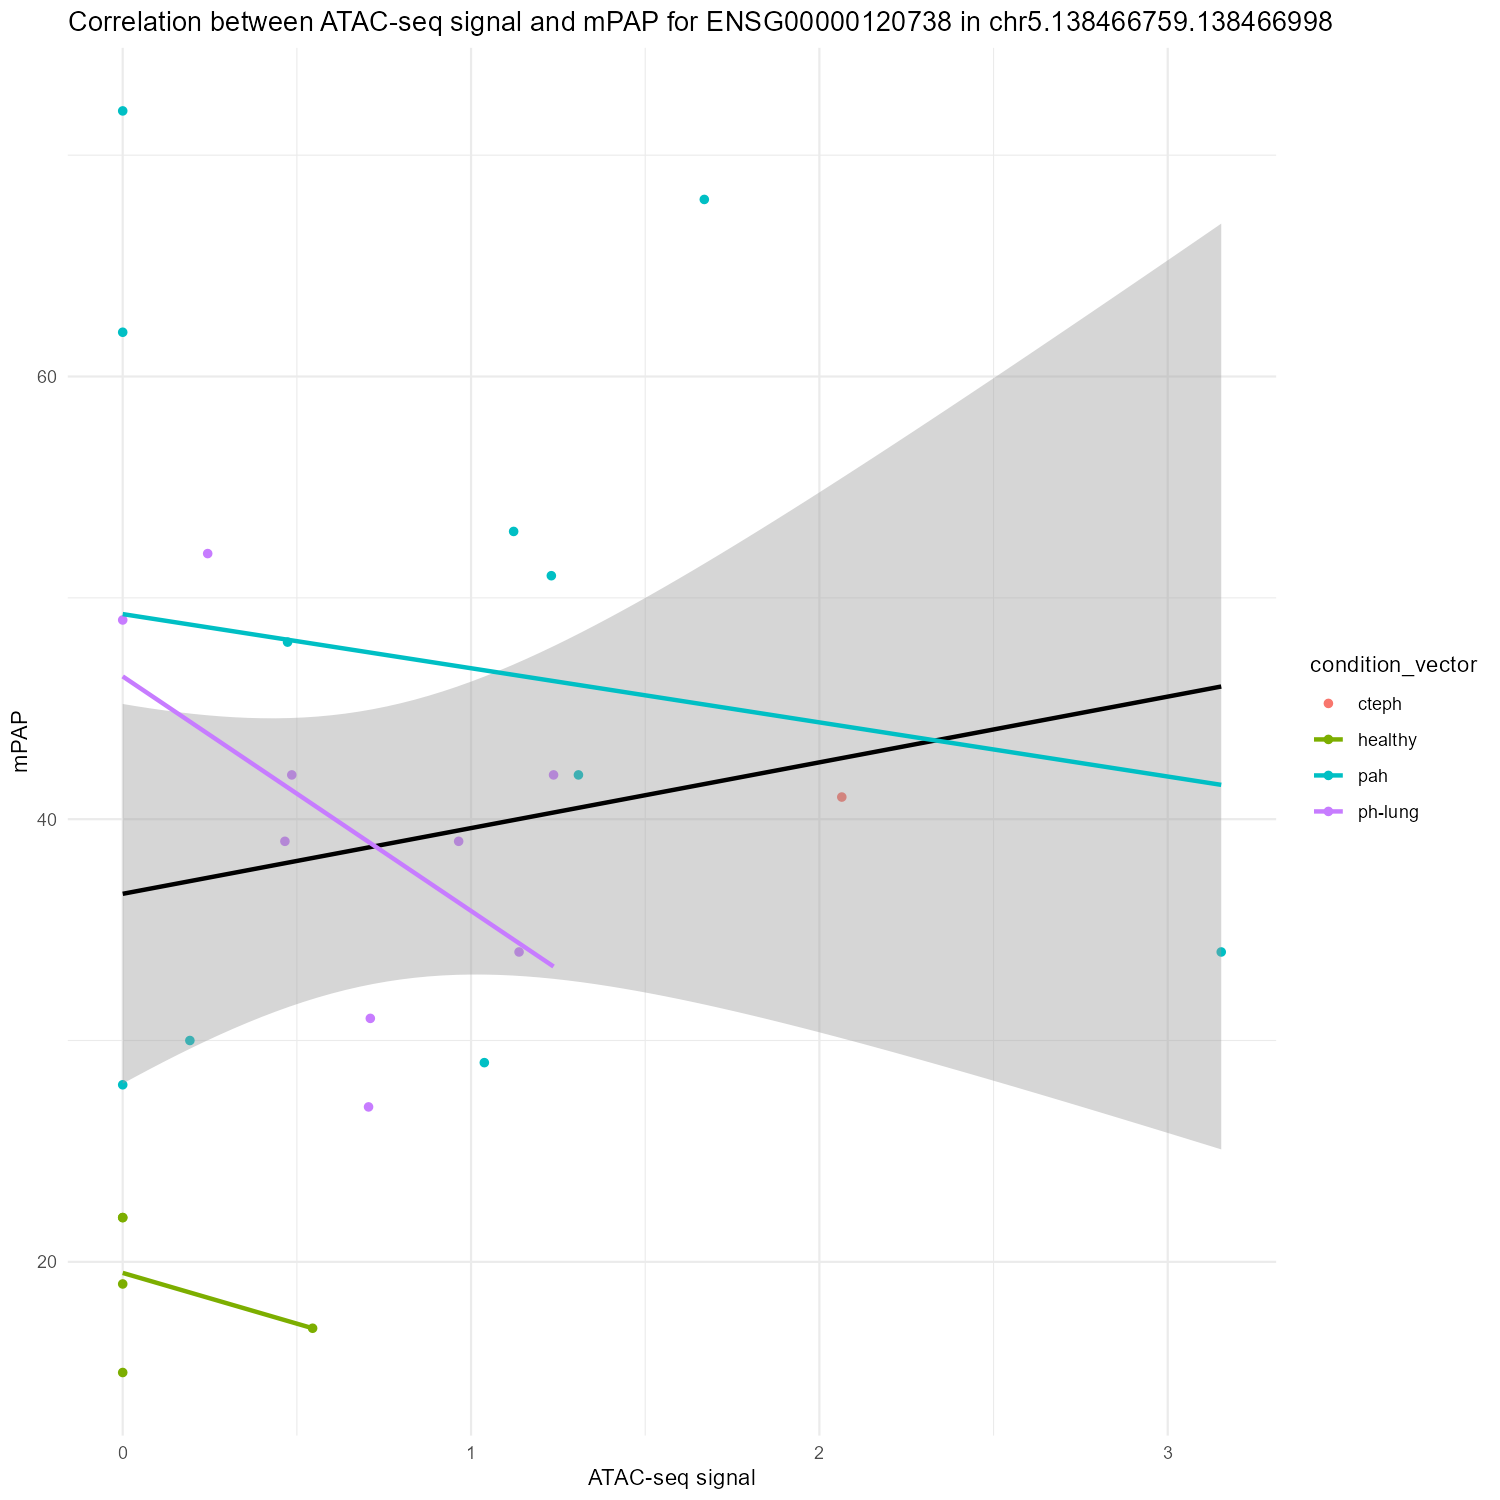 Correlation between ATAC-seq signal and mPAP for ENSG00000120738 in chr5.138466759.138466998
60
40
20
mPAP
0 1 2 3
ATAC-seq signal
condition_vector
cteph
healthy
pah
ph-lung